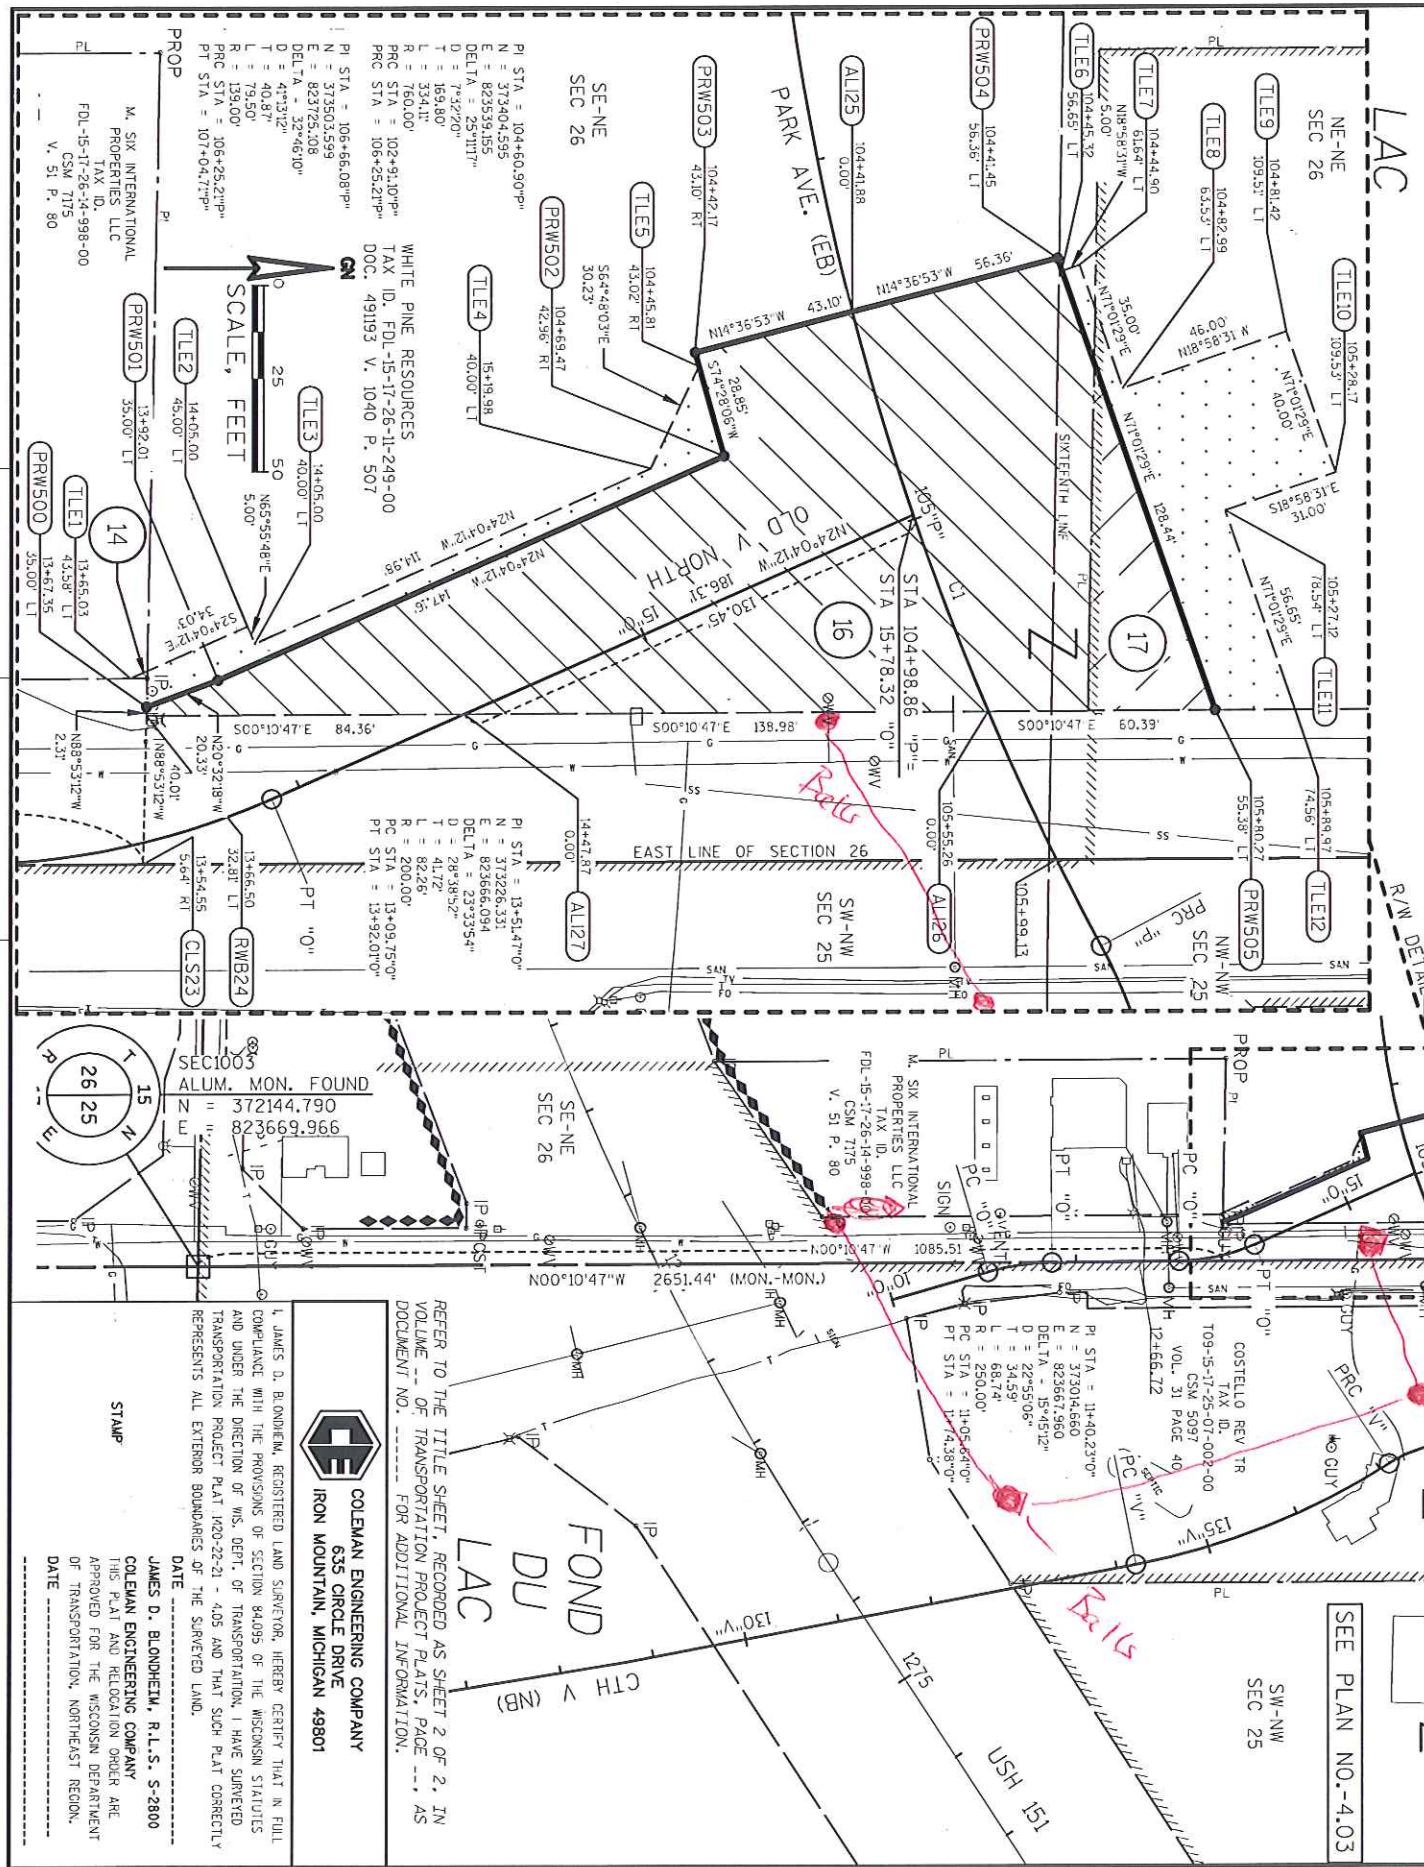 LAC
NE-NE
SEC 26
TLE10
105+28.17
109.53' LT
TLE9
104+81.42
109.51' LT
TLE8
104+82.99
63.53' LT
TLE7
104+44.90
61.64' LT
N18°58'31"W
5.00'
TLE6
104+45.32
56.65' LT
PRW504
104+41.45
56.36' LT
ALI25
104+41.88
0.00'
PARK AVE. (EB)
PRW503
104+42.17
43.10' RT
TLE5
104+45.81
43.02' RT
S64°48'03"E
30.23'
PRW502
104+69.47
42.96' RT
TLE4
15+19.98
40.00' LT
SE-NE
SEC 26
PI STA = 104+60.90"P"
N = 373404.595
E = 823539.155
DELTA = 25°11'17"
D = 7°32'20"
T = 169.80'
L = 334.11'
R = 760.00'
PRC STA = 102+91.10"P"
PRC STA = 106+25.21"P"
PI STA = 106+66.08"P"
N = 373503.599
E = 823725.108
DELTA - 32°46'10"
D = 41°13'12"
T = 40.87'
L = 79.50'
R = 139.00'
PRC STA = 106+25.21"P"
PT STA = 107+04.71"P"
WHITE PINE RESOURCES
TAX ID. FDL-15-17-26-11-249-00
DOC. 491193 V. 1040 P. 507
PL
PROP
M. SIX INTERNATIONAL
PROPERTIES LLC
TAX ID.
FDL-15-17-26-14-998-00
CSM 7175
V. 51 P. 80
GN
0 25 50
SCALE, FEET
TLE3
14+05.00
40.00' LT
N65°55'48"E
5.00'
TLE2
14+05.00
45.00' LT
PRW501
13+92.01
35.00' LT
14
TLE1
13+65.03
43.58' LT
PRW500
13+67.35
35.00' LT
35.00'
N71°01'29"E
46.00'
N18°58'31 W
N71°01'29"E
40.00'
S18°58'31"E
31.00'
56.65'
N71°01'29"E
105+27.12
78.54' LT
TLE11
105+89.97
74.56' LT
TLE12
105+80.27
55.38' LT
PRW505
N71°01'29"E
128.44'
56.36'
N14°36'53"W
43.10'
N14°36'53"W
28.85'
S74°28'06"W
SIXTEENTH LINE
PL
17
16
C1
105"P"
STA 104+98.86 "P"=
STA 15+78.32 "O"
OLD V NORTH
N24°04'12"W
186.31'
130.45'
15"O"
N24°04'12"W
147.16'
N24°04'12"W
114.98'
S24°04'12"E
34.03'
IP
S00°10'47"E 84.36'
S00°10'47"E 138.98'
S00°10'47"E 60.39'
N20°32'18"W
20.33'
40.01'
N88°53'12"W
N88°53'12"W
2.31'
WV
WV
Balls
14+47.87
0.00'
ALI27
105+55.26
0.00'
ALI26
105+99.13
PI STA = 13+51.47"O"
N = 373226.331
E = 823666.094
DELTA = 23°33'54"
D = 28°38'52"
T = 41.72'
L = 82.26'
R = 200.00'
PC STA = 13+09.75"O"
PT STA = 13+92.01"O"
EAST LINE OF SECTION 26
SW-NW
SEC 25
NW-NW
SEC 25
PRC "P"
PT "O"
13+66.50
32.81' LT
RWB24
13+54.55
5.64' RT
CLS23
SAN
TV
T
FO
MH
T 15 N
26 25
R E
SEC1003
ALUM. MON. FOUND
N = 372144.790
E 823669.966
SE-NE
SEC 26
M. SIX INTERNATIONAL
PROPERTIES LLC
TAX ID.
FDL-15-17-26-14-998-
CSM 7175
V. 51 P. 80
PL
PROP
SIGN
PC "O"
VENT
PT "O"
PC "O"
15"O"
PT "O"
10"O"
GUY
N00°10'47"W 1085.51
N00°10'47"W 2651.44' (MON.-MON.)
12+66.72
PI STA = 11+40.23"O"
N = 373014.660
E = 823667.960
DELTA - 15°45'12"
D = 22°55'06"
T = 34.59'
L = 68.74'
R = 250.00'
PC STA = 11+05.64"O"
PT STA = 11+74.38"O"
COSTELLO REV TR
TAX ID.
T09-15-17-25-07-002-00
CSM 5097
VOL. 31 PAGE 40
GUY
PRC "V"
GUY
SEPTIC
PC "V"
135"V"
PL
Balls
130"V"
CTH V (NB)
1275
USH 151
SW-NW
SEC 25
SEE PLAN NO.-4.03
FOND
DU
LAC
REFER TO THE TITLE SHEET, RECORDED AS SHEET 2 OF 2, IN
VOLUME __ OF TRANSPORTATION PROJECT PLATS, PAGE __, AS
DOCUMENT NO. ______ FOR ADDITIONAL INFORMATION.
COLEMAN ENGINEERING COMPANY
635 CIRCLE DRIVE
IRON MOUNTAIN, MICHIGAN 49801
I, JAMES D. BLONDHEIM, REGISTERED LAND SURVEYOR, HEREBY CERTIFY THAT IN FULL
COMPLIANCE WITH THE PROVISIONS OF SECTION 84.095 OF THE WISCONSIN STATUTES
AND UNDER THE DIRECTION OF WIS. DEPT. OF TRANSPORTATION, I HAVE SURVEYED
TRANSPORTATION PROJECT PLAT 1420-22-21 - 4.05 AND THAT SUCH PLAT CORRECTLY
REPRESENTS ALL EXTERIOR BOUNDARIES OF THE SURVEYED LAND.
STAMP
DATE
JAMES D. BLONDHEIM, R.L.S. S-2800
COLEMAN ENGINEERING COMPANY
THIS PLAT AND RELOCATION ORDER ARE
APPROVED FOR THE WISCONSIN DEPARTMENT
OF TRANSPORTATION, NORTHEAST REGION.
DATE